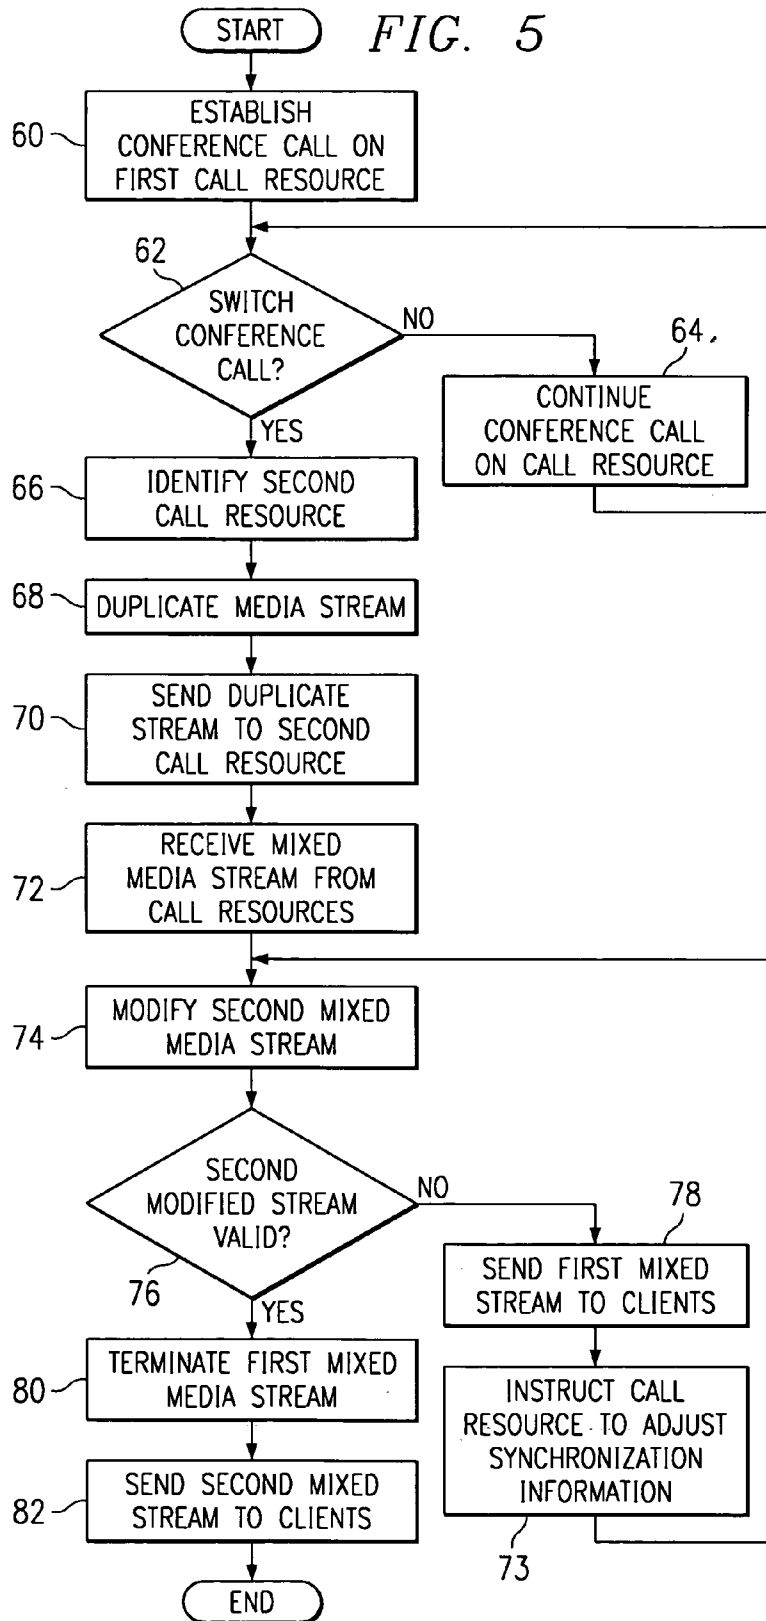 START
FIG. 5
60
ESTABLISH
CONFERENCE CALL ON
FIRST CALL RESOURCE
62
SWITCH
CONFERENCE
CALL?
NO
YES
64
CONTINUE
CONFERENCE CALL
ON CALL RESOURCE
66
IDENTIFY SECOND
CALL RESOURCE
68
DUPLICATE MEDIA STREAM
70
SEND DUPLICATE
STREAM TO SECOND
CALL RESOURCE
72
RECEIVE MIXED
MEDIA STREAM FROM
CALL RESOURCES
74
MODIFY SECOND MIXED
MEDIA STREAM
SECOND
MODIFIED STREAM
VALID?
76
NO
YES
78
SEND FIRST MIXED
STREAM TO CLIENTS
INSTRUCT CALL
RESOURCE TO ADJUST
SYNCHRONIZATION
INFORMATION
73
80
TERMINATE FIRST MIXED
MEDIA STREAM
82
SEND SECOND MIXED
STREAM TO CLIENTS
END